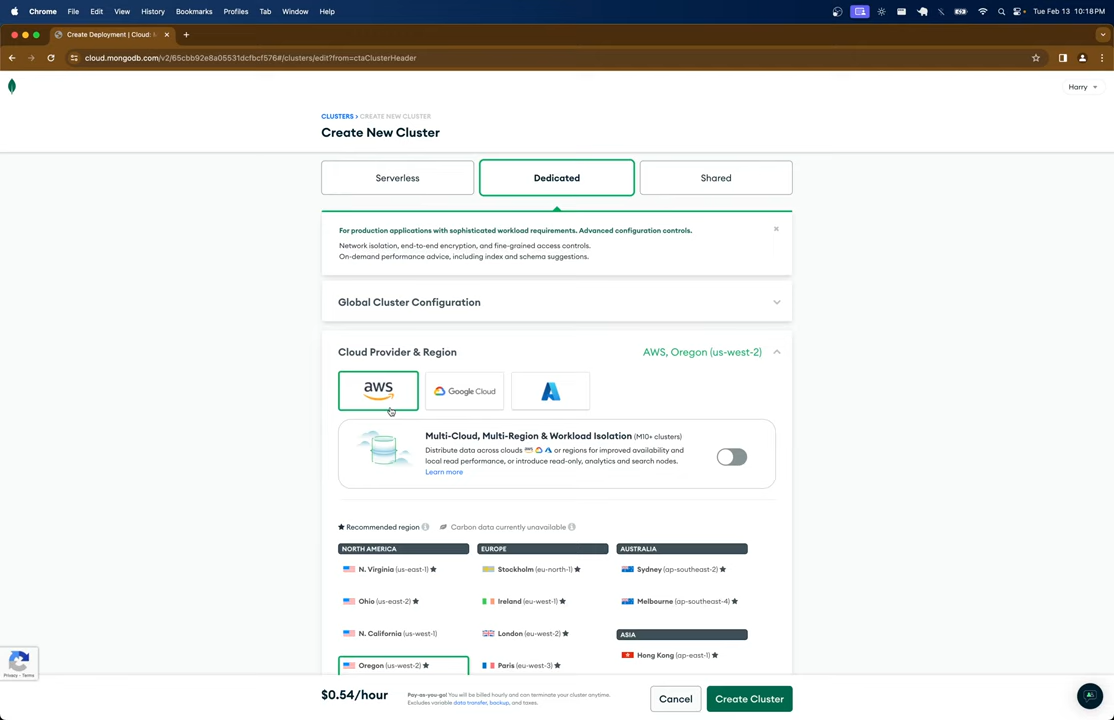 Chrome File Edit View History Bookmarks Profiles Tab Window Help Tue Feb 13 10:18 PM
Create Deployment | Cloud:
cloud.mongodb.com/v2/65cbb92e8a05531dcfbcf576#/clusters/edit?from=ctaClusterHeader
Harry
CLUSTERS > CREATE NEW CLUSTER
Create New Cluster
Serverless
Dedicated
Shared
For production applications with sophisticated workload requirements. Advanced configuration controls.
Network isolation, end-to-end encryption, and fine-grained access controls.
On-demand performance advice, including index and schema suggestions.
Global Cluster Configuration
Cloud Provider & Region
AWS, Oregon (us-west-2)
aws
Google Cloud
Multi-Cloud, Multi-Region & Workload Isolation (M10+ clusters)
Distribute data across clouds or regions for improved availability and
local read performance, or introduce read-only, analytics and search nodes.
Learn more
Recommended region
Carbon data currently unavailable
NORTH AMERICA
N. Virginia (us-east-1)
Ohio (us-east-2)
N. California (us-west-1)
Oregon (us-west-2)
EUROPE
Stockholm (eu-north-1)
Ireland (eu-west-1)
London (eu-west-2)
Paris (eu-west-3)
AUSTRALIA
Sydney (ap-southeast-2)
Melbourne (ap-southeast-4)
ASIA
Hong Kong (ap-east-1)
Privacy - Terms
$0.54/hour
Pay-as-you-go! You will be billed hourly and can terminate your cluster anytime.
Excludes variable data transfer, backup, and taxes.
Cancel
Create Cluster